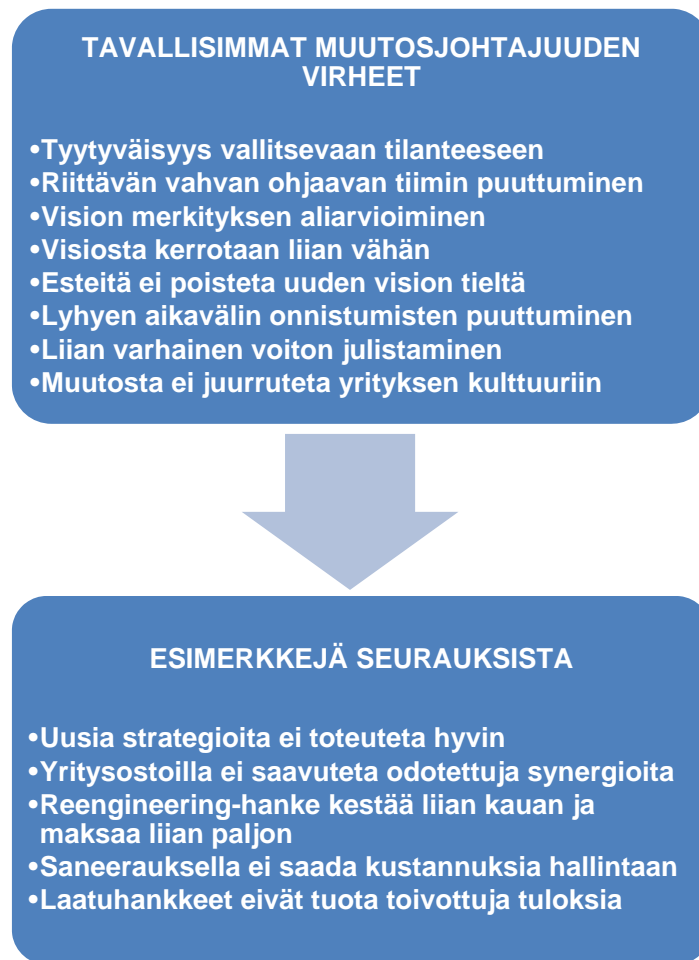 TAVALLISIMMAT MUUTOSJOHTAJUUDEN
VIRHEET
•Tyytyväisyys vallitsevaan tilanteeseen
•Riittävän vahvan ohjaavan tiimin puuttuminen
•Vision merkityksen aliarvioiminen
•Visiosta kerrotaan liian vähän
•Esteitä ei poisteta uuden vision tieltä
•Lyhyen aikavälin onnistumisten puuttuminen
•Liian varhainen voiton julistaminen
•Muutosta ei juurruteta yrityksen kulttuuriin
ESIMERKKEJÄ SEURAUKSISTA
•Uusia strategioita ei toteuteta hyvin
•Yritysostoilla ei saavuteta odotettuja synergioita
•Reengineering-hanke kestää liian kauan ja
maksaa liian paljon
•Saneerauksella ei saada kustannuksia hallintaan
•Laatuhankkeet eivät tuota toivottuja tuloksia